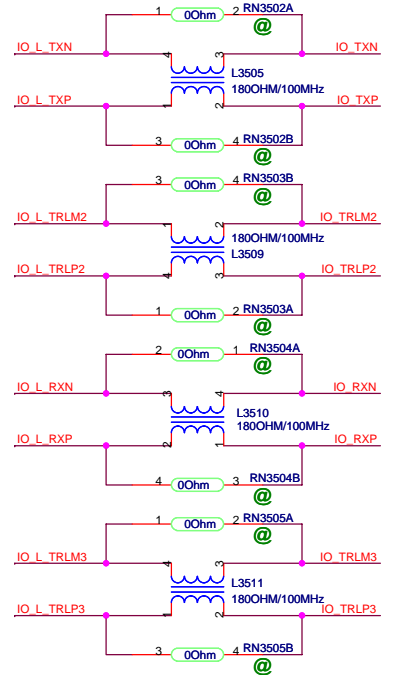 1 0Ohm 2 RN3502A
@
IO_L_TXN 4 3 IO_TXN
L3505
180OHM/100MHz
IO_L_TXP 1 2 IO_TXP
3 0Ohm 4 RN3502B
@
3 0Ohm 4 RN3503B
@
IO_L_TRLM2 1 2 IO_TRLM2
180OHM/100MHz
L3509
IO_L_TRLP2 4 3 IO_TRLP2
1 0Ohm 2 RN3503A
@
2 0Ohm 1 RN3504A
@
IO_L_RXN 3 4 IO_RXN
L3510
180OHM/100MHz
IO_L_RXP 2 1 IO_RXP
4 0Ohm 3 RN3504B
@
1 0Ohm 2 RN3505A
@
IO_L_TRLM3 4 3 IO_TRLM3
L3511
180OHM/100MHz
IO_L_TRLP3 1 2 IO_TRLP3
3 0Ohm 4 RN3505B
@